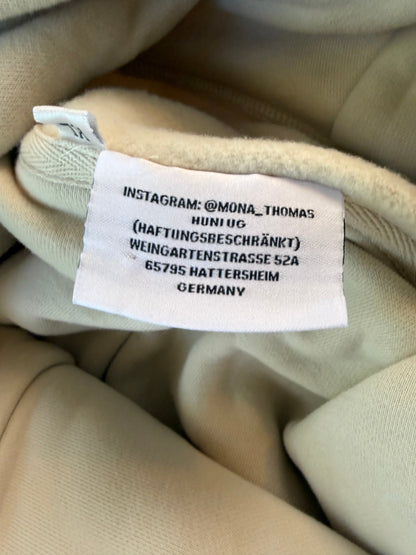 INSTAGRAM: @MONA_THOMAS
HUNI UG
(HAFTUNGSBESCHRÄNKT)
WEINGARTENSTRASSE 52A
65795 HATTERSHEIM
GERMANY